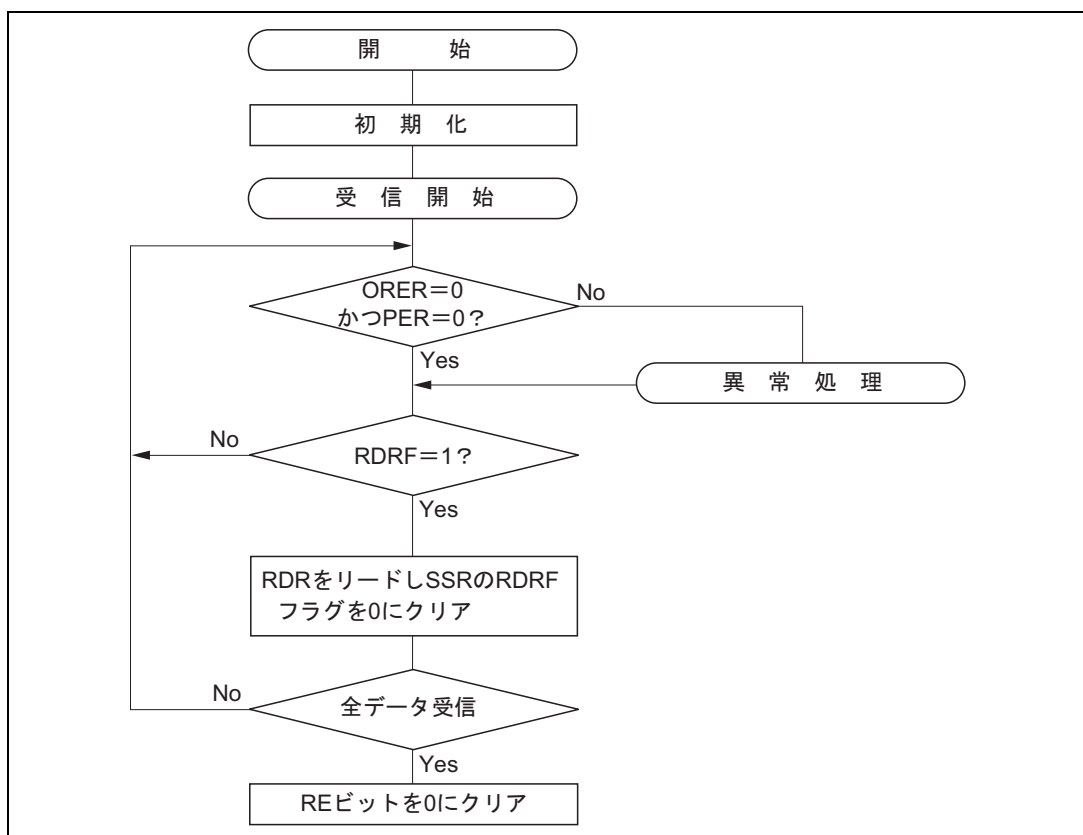 開　　　始
初　期　化
受　信　開　始
ORER＝0
かつPER＝0？
No
Yes
異　常　処　理
No
RDRF＝1？
Yes
RDRをリードしSSRのRDRF
フラグを0にクリア
No
全データ受信
Yes
REビットを0にクリア